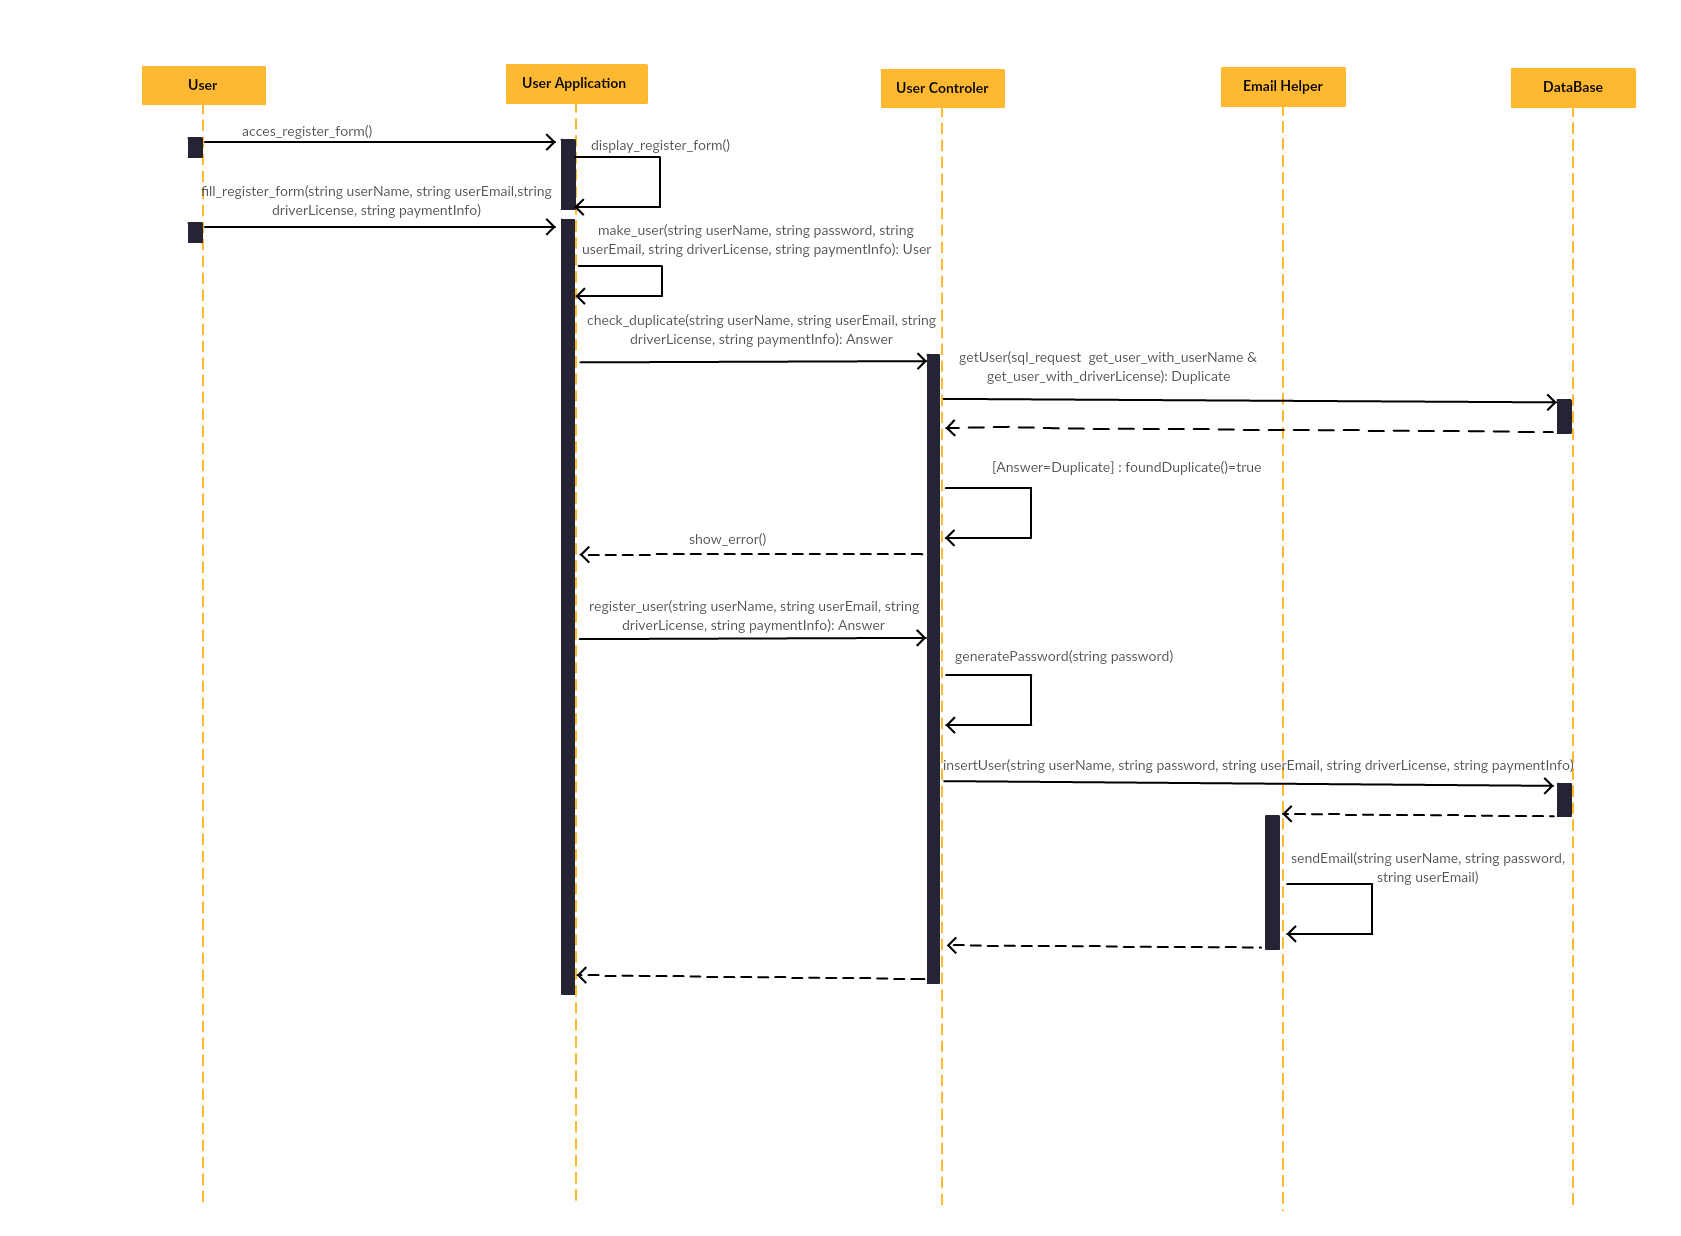 User
User Application
User Controler
Email Helper
DataBase
acces_register_form()
display_register_form()
fill_register_form(string userName, string userEmail,string
driverLicense, string paymentInfo)
make_user(string userName, string password, string
userEmail, string driverLicense, string paymentInfo): User
check_duplicate(string userName, string userEmail, string
driverLicense, string paymentInfo): Answer
getUser(sql_request  get_user_with_userName &
get_user_with_driverLicense): Duplicate
[Answer=Duplicate] : foundDuplicate()=true
show_error()
register_user(string userName, string userEmail, string
driverLicense, string paymentInfo): Answer
generatePassword(string password)
insertUser(string userName, string password, string userEmail, string driverLicense, string paymentInfo)
sendEmail(string userName, string password,
string userEmail)